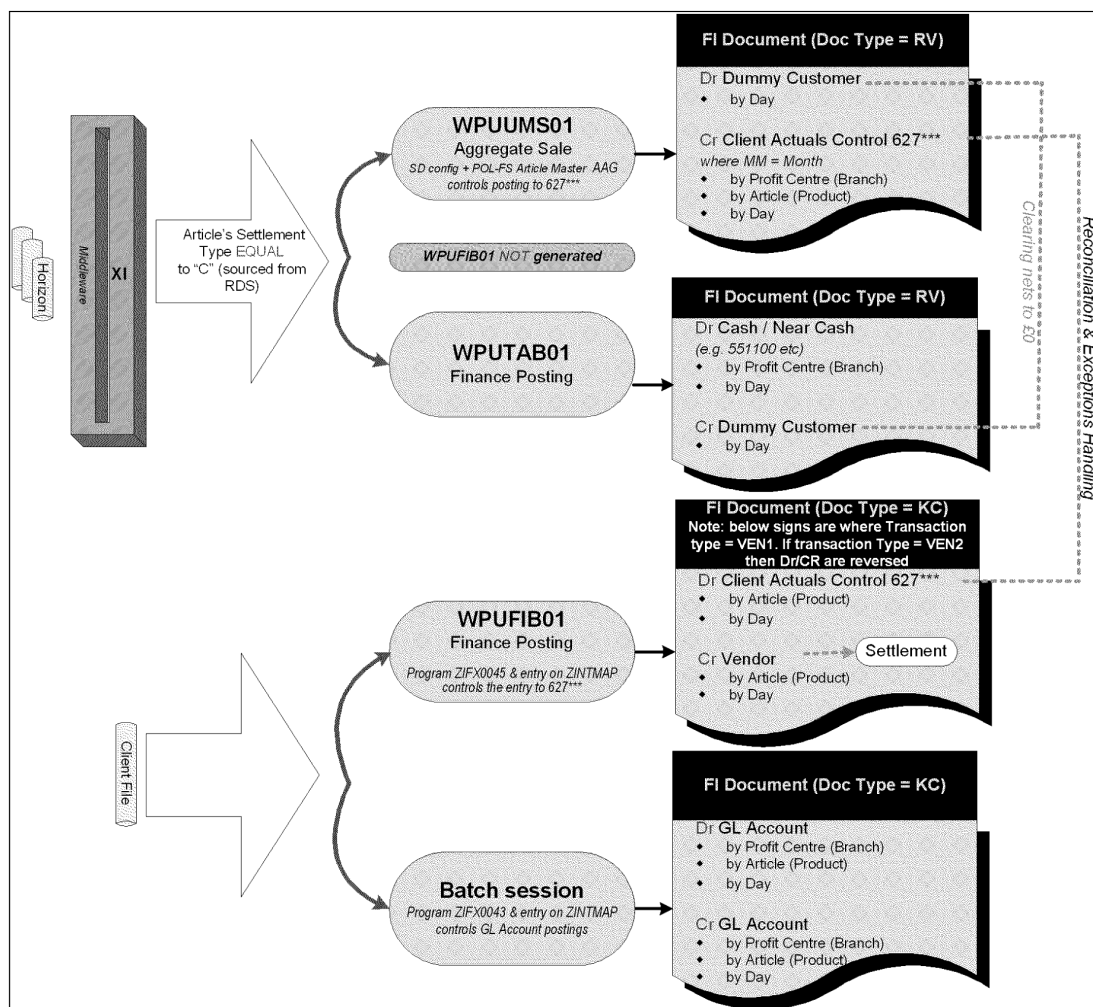 Horizon
Middleware
XI
Article's Settlement
Type EQUAL
to "C" (sourced from
RDS)
WPUUMS01
Aggregate Sale
SD config + POL-FS Article Master AAG
controls posting to 627***
WPUFIB01 NOT generated
WPUTAB01
Finance Posting
FI Document (Doc Type = RV)
Dr Dummy Customer
♦ by Day
Cr Client Actuals Control 627***
where MM = Month
♦ by Profit Centre (Branch)
♦ by Article (Product)
♦ by Day
FI Document (Doc Type = RV)
Dr Cash / Near Cash
(e.g. 551100 etc)
♦ by Profit Centre (Branch)
♦ by Day
Cr Dummy Customer
♦ by Day
Clearing nets to £0
Reconciliation & Exceptions Handling
Client File
WPUFIB01
Finance Posting
Program ZIFX0045 & entry on ZINTMAP
controls the entry to 627***
FI Document (Doc Type = KC)
Note: below signs are where Transaction
type = VEN1. If transaction Type = VEN2
then Dr/CR are reversed
Dr Client Actuals Control 627***
♦ by Article (Product)
♦ by Day
Cr Vendor
♦ by Article (Product)
♦ by Day
Settlement
Batch session
Program ZIFX0043 & entry on ZINTMAP
controls GL Account postings
FI Document (Doc Type = KC)
Dr GL Account
♦ by Profit Centre (Branch)
♦ by Article (Product)
♦ by Day
Cr GL Account
♦ by Profit Centre (Branch)
♦ by Article (Product)
♦ by Day